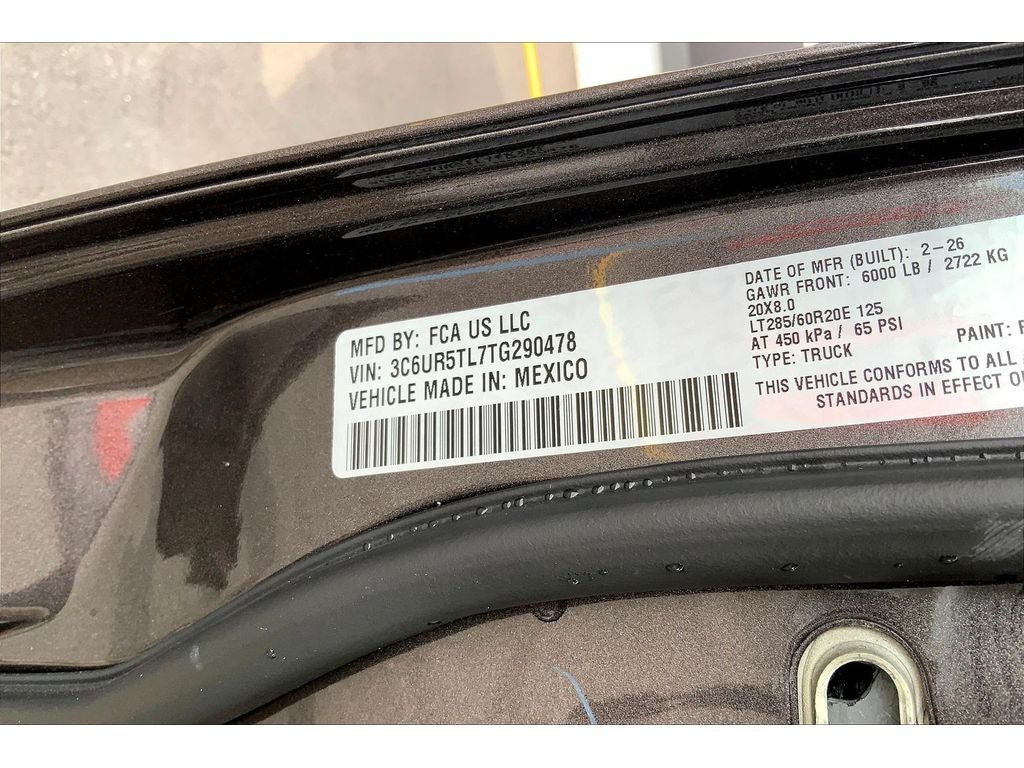 MFD BY: FCA US LLC
VIN: 3C6UR5TL7TG290478
VEHICLE MADE IN: MEXICO
DATE OF MFR (BUILT): 2-26
GAWR FRONT: 6000 LB / 2722 KG
20X8.0
LT285/60R20E 125
AT 450 kPa / 65 PSI
TYPE: TRUCK
PAINT:
THIS VEHICLE CONFORMS TO ALL
STANDARDS IN EFFECT